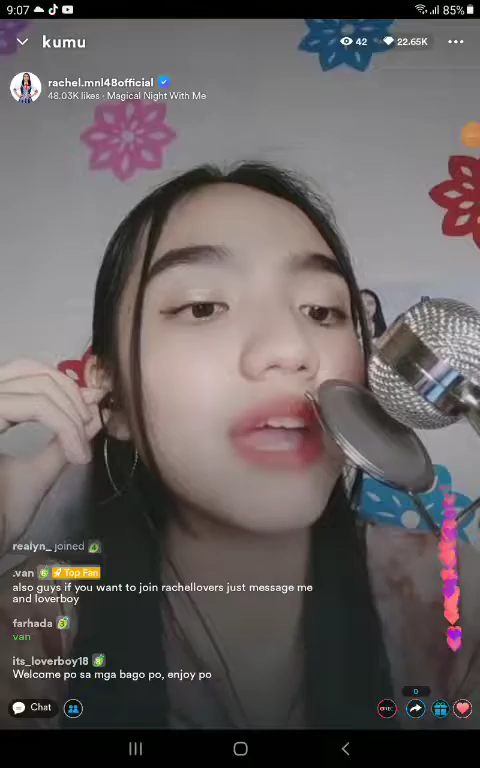 9:07
85%
kumu
42
22.65K
rachel.mnl48official
48.03K likes · Magical Night With Me
realyn_ joined
.van 6 Top Fan
also guys if you want to join rachellovers just message me
and loverboy
farhada 3
van
its_loverboy18
Welcome po sa mga bago po, enjoy po
Chat
0